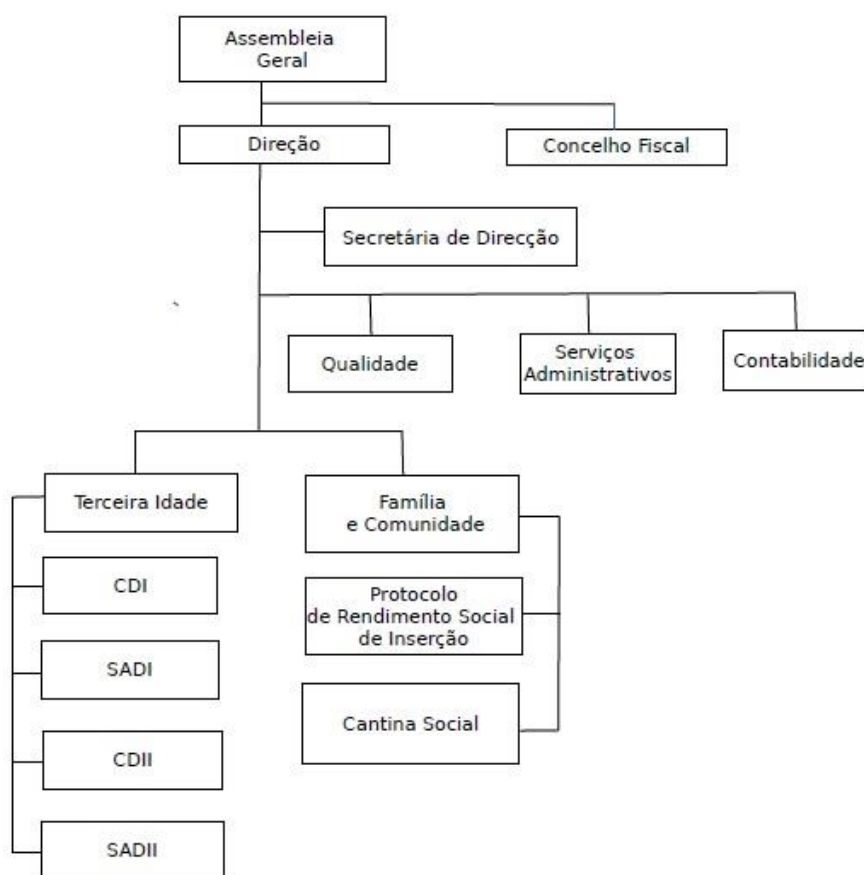 Assembleia
Geral
Direção
Concelho Fiscal
Secretária de Direcção
Qualidade
Serviços
Administrativos
Contabilidade
Terceira Idade
CDI
SADI
CDII
SADII
Família
e Comunidade
Protocolo
de Rendimento Social
de Inserção
Cantina Social